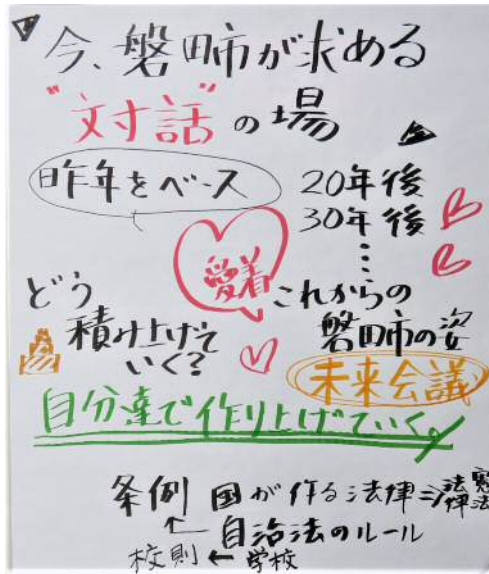 今、磐田市が求める
"対話"の場
昨年をベース
20年後
30年後
⋮
愛着
どう
積み上げて
いく?
これからの
磐田市の姿
未来会議
自分達で作り上げていく。
条例 国が作る法律⇒法律 憲法
← 自治法のルール
校則 ← 学校